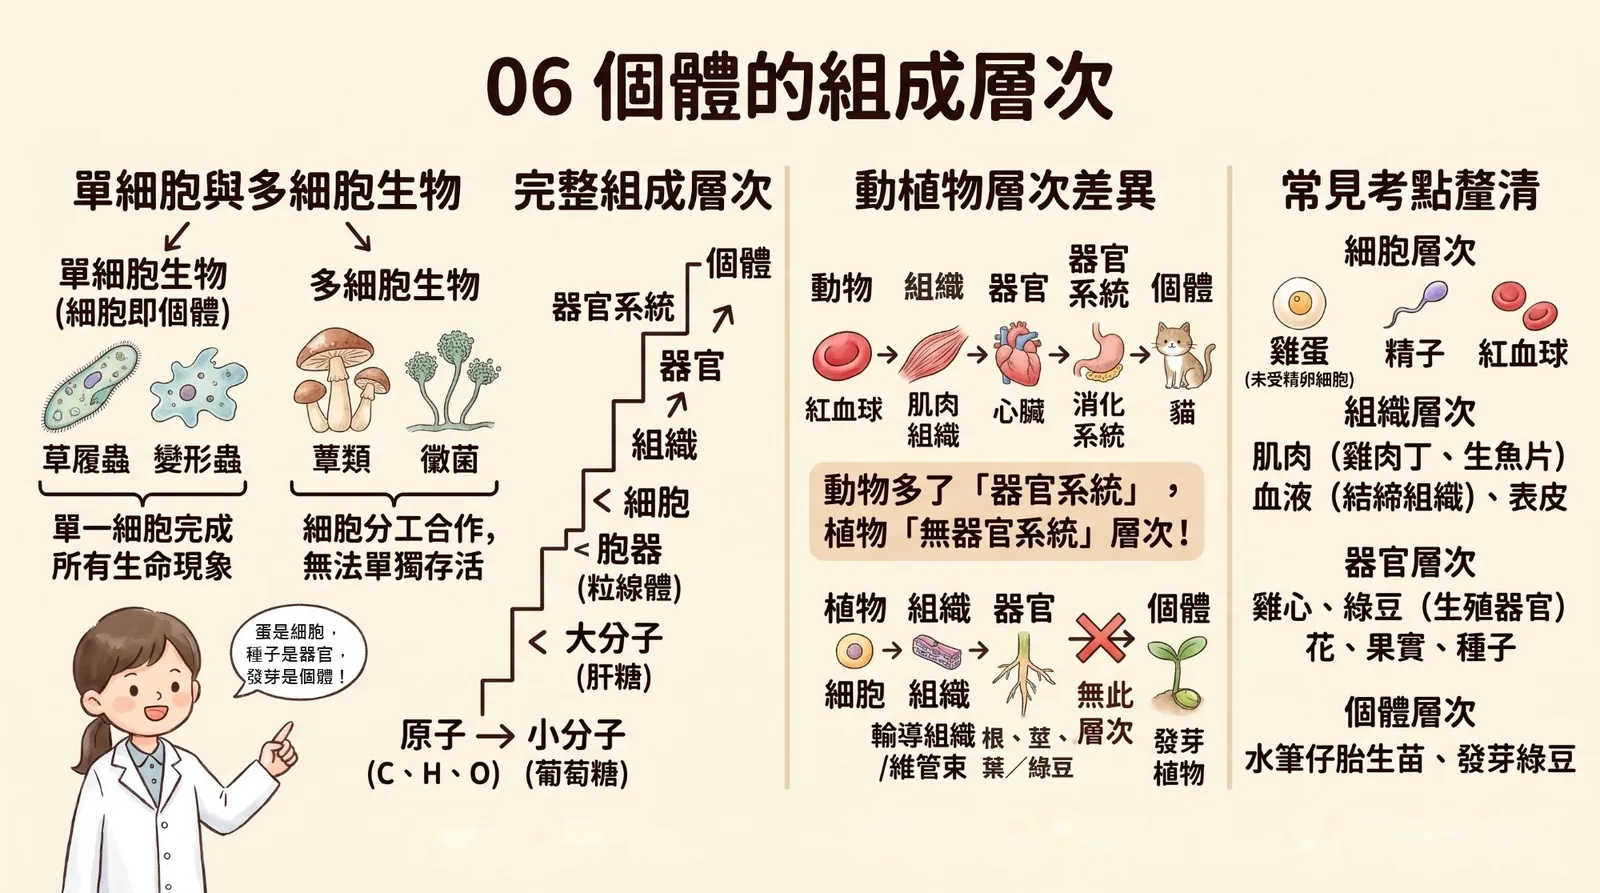 06 個體的組成層次
單細胞與多細胞生物
單細胞生物
(細胞即個體)
草履蟲
變形蟲
單一細胞完成
所有生命現象
多細胞生物
蕈類
黴菌
細胞分工合作,
無法單獨存活
蛋是細胞，
種子是器官，
發芽是個體！
完整組成層次
個體
器官系統
器官
組織
< 細胞
< 胞器
(粒線體)
< 大分子
(肝糖)
原子
(C、H、O)
小分子
(葡萄糖)
動植物層次差異
動物
組織
器官
器官
系統
個體
紅血球
肌肉
組織
心臟
消化
系統
貓
動物多了「器官系統」，
植物「無器官系統」層次！
植物
組織
器官
個體
細胞
組織
無此
層次
輸導組織
/維管束
根、莖、
葉／綠豆
發芽
植物
常見考點釐清
細胞層次
雞蛋
(未受精卵細胞)
精子
紅血球
組織層次
肌肉（雞肉丁、生魚片）
血液（結締組織）、表皮
器官層次
雞心、綠豆（生殖器官）
花、果實、種子
個體層次
水筆仔胎生苗、發芽綠豆